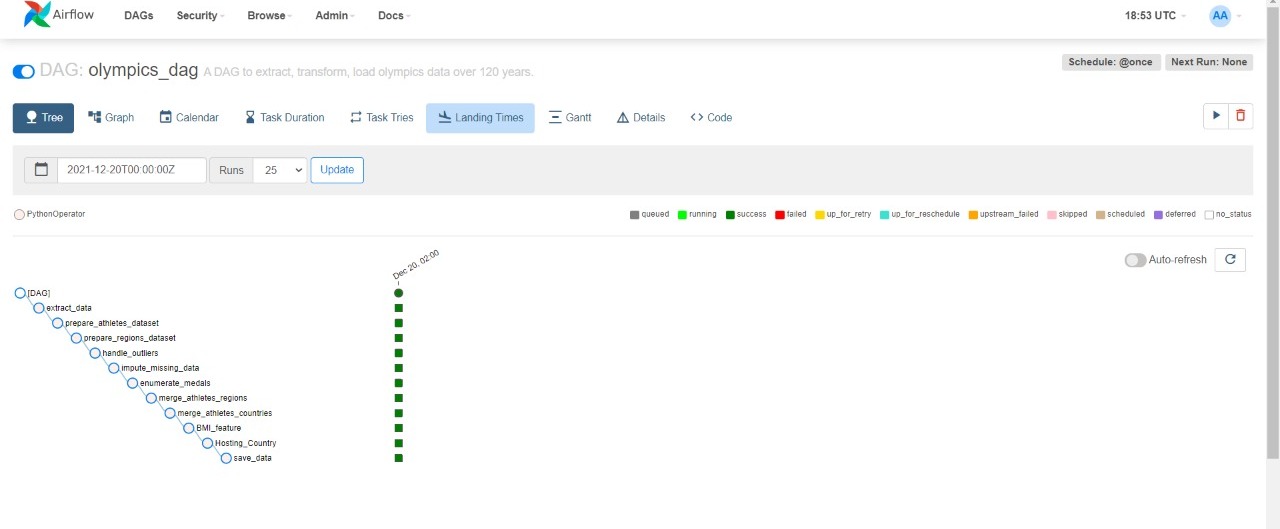 Airflow DAGs Security Browse Admin Docs 18:53 UTC AA
DAG: olympics_dag A DAG to extract, transform, load olympics data over 120 years. Schedule: @once Next Run: None
Tree Graph Calendar Task Duration Task Tries Landing Times Gantt Details <> Code
2021-12-20T00:00:00Z Runs 25 Update
PythonOperator queued running success failed up_for_retry up_for_reschedule upstream_failed skipped scheduled deferred no_status
Auto-refresh
Dec 20, 02:00
[DAG]
extract_data
prepare_athletes_dataset
prepare_regions_dataset
handle_outliers
impute_missing_data
enumerate_medals
merge_athletes_regions
merge_athletes_countries
BMI_feature
Hosting_Country
save_data